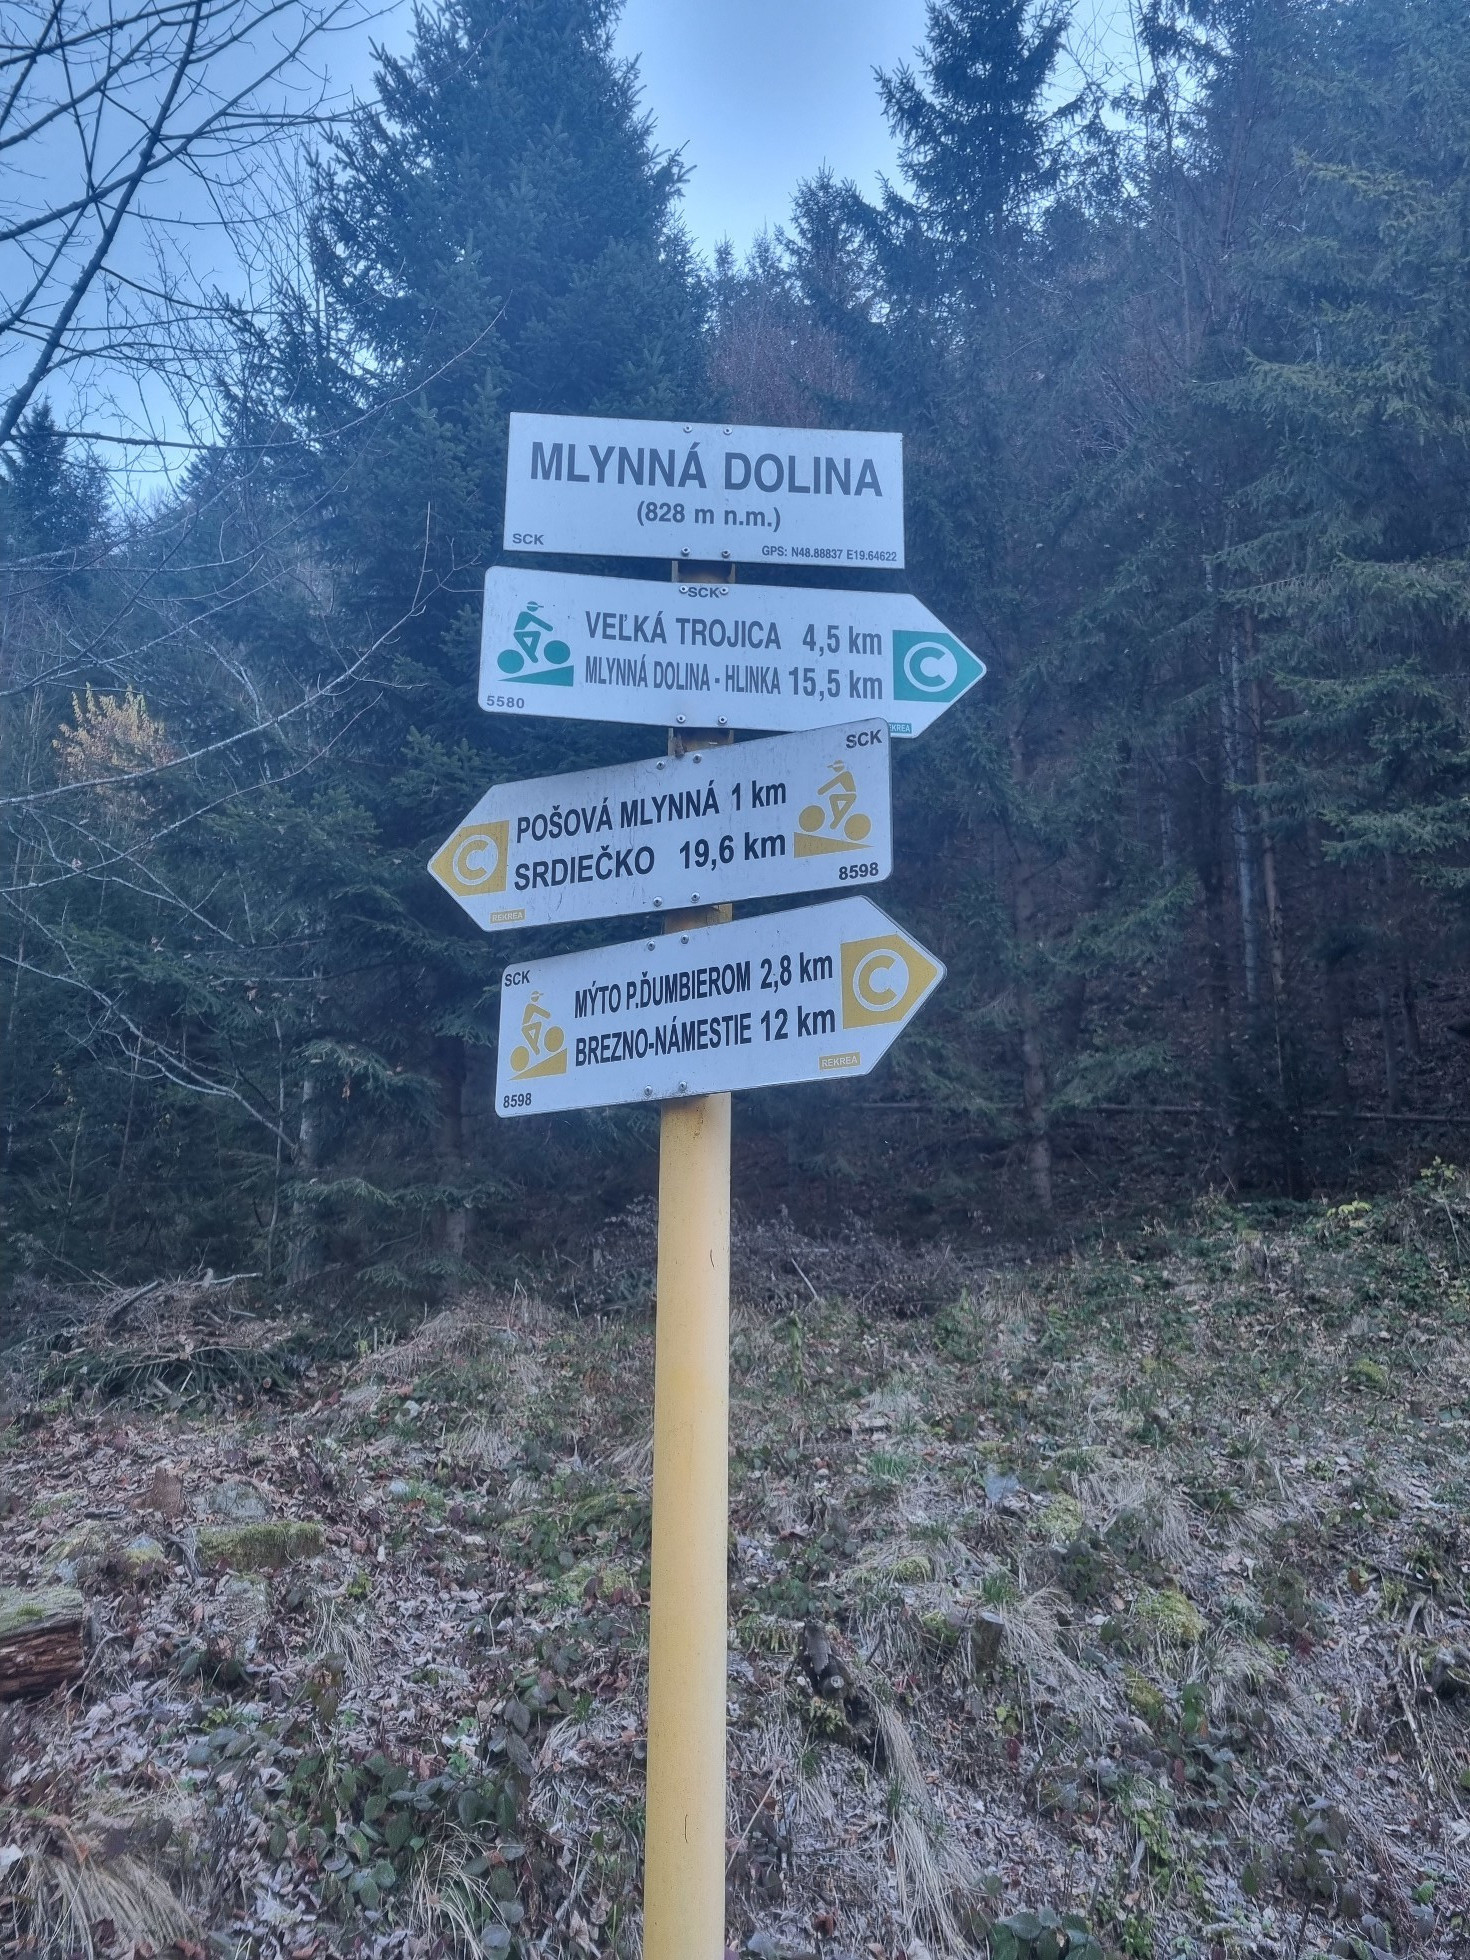 MLYNNÁ DOLINA
(828 m n.m.)
SCK
GPS: N48.88837 E19.64622
SCK
VEĽKÁ TROJICA 4,5 km
C
MLYNNÁ DOLINA - HLINKA 15,5 km
5580
REKREA
SCK
POŠOVÁ MLYNNÁ 1 km
C
SRDIEČKO 19,6 km
8598
REKREA
SCK
MÝTO P.ĎUMBIEROM 2,8 km
C
BREZNO-NÁMESTIE 12 km
REKREA
8598